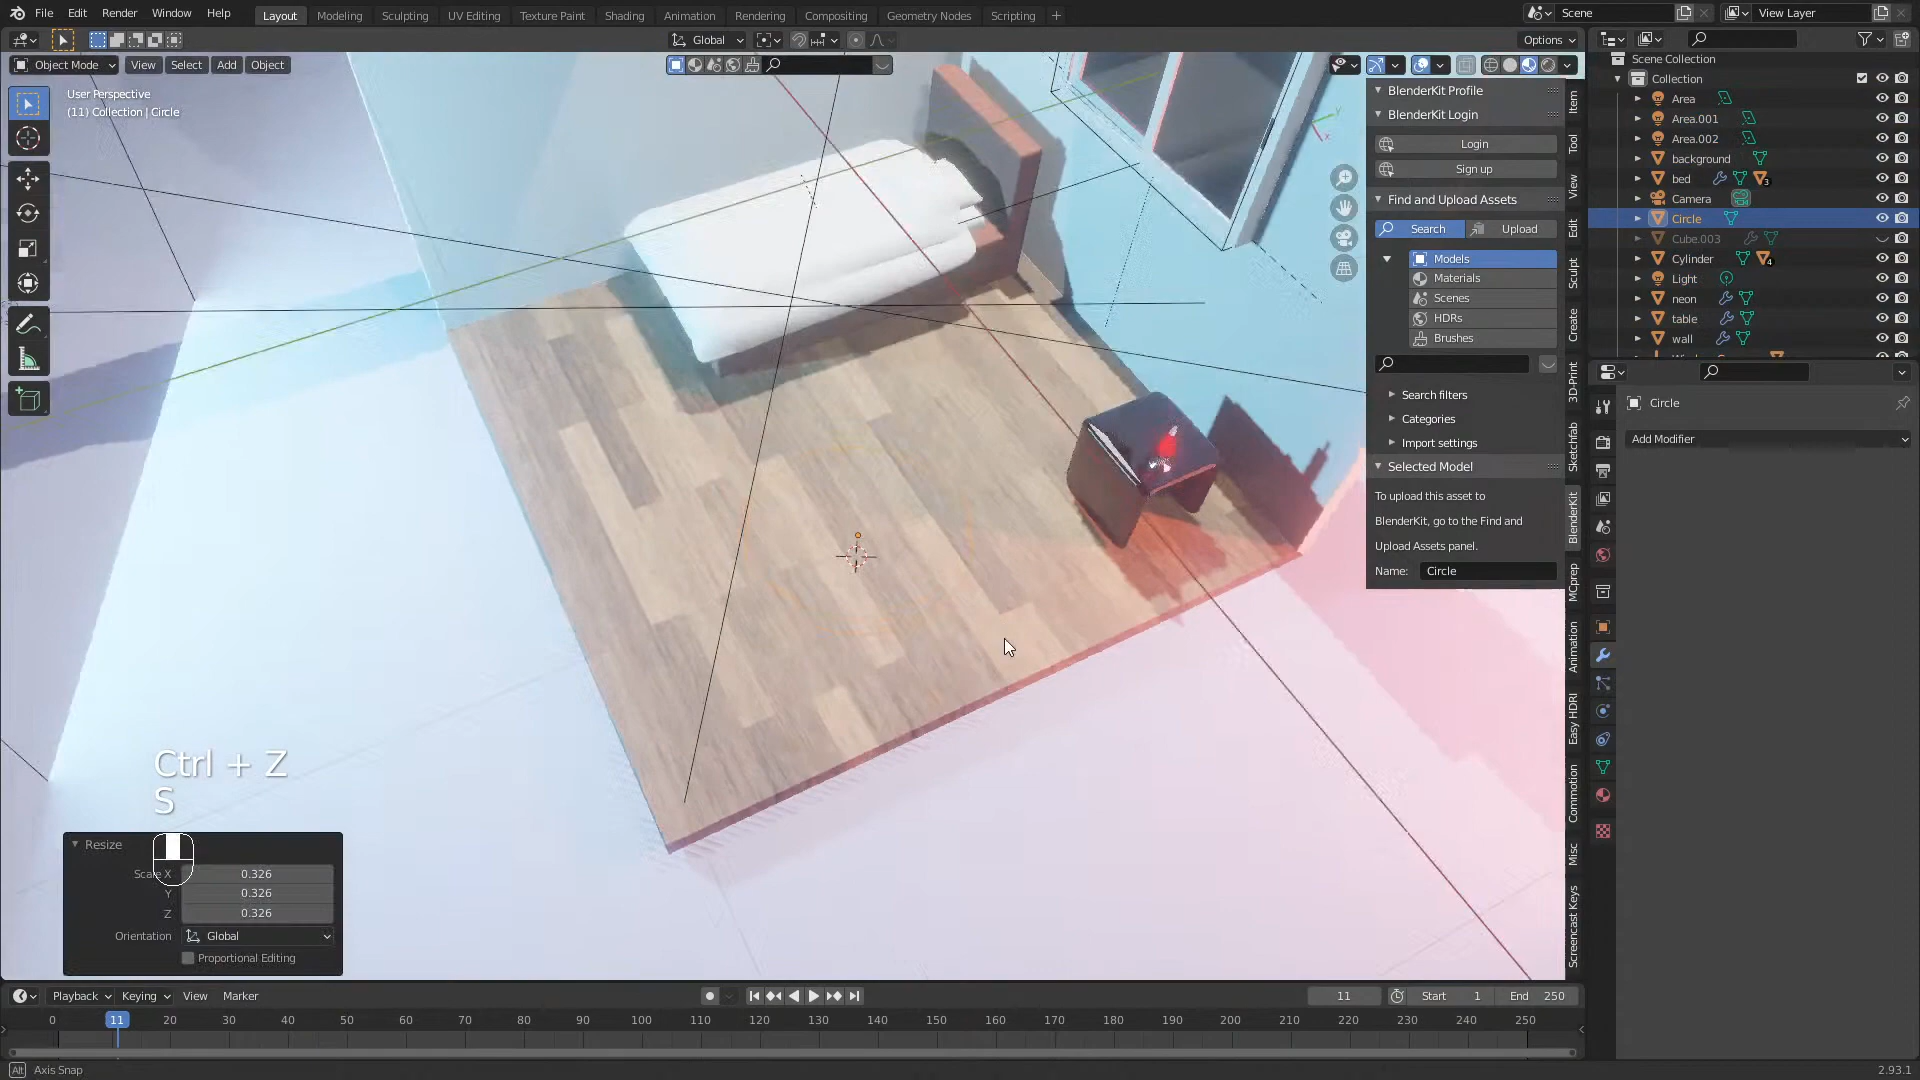 File Edit Render Window Help Layout Modeling Sculpting UV Editing Texture Paint Shading Animation Rendering Compositing Geometry Nodes Scripting Scene View Layer
Global Options
Object Mode View Select Add Object
User Perspective
(11) Collection | Circle
BlenderKit Profile
BlenderKit Login
Login
Sign up
Find and Upload Assets
Search Upload
Models
Materials
Scenes
HDRs
Brushes
Search filters
Categories
Import settings
Selected Model
To upload this asset to
BlenderKit, go to the Find and
Upload Assets panel.
Name: Circle
Item
Tool
View
Edit
Sculpt
Create
3D-Print
Sketchfab
BlenderKit
MCprep
Animation
Easy HDRI
Commotion
Misc
Screencast Keys
Scene Collection
Collection
Area
Area.001
Area.002
background
bed 3
Camera
Circle
Cube.003
Cylinder 4
Light
neon
table
wall
Circle
Add Modifier
Ctrl + Z
S
Resize
Scale X 0.326
Y 0.326
Z 0.326
Orientation Global
Proportional Editing
Playback Keying View Marker 11 Start 1 End 250
0 11 20 30 40 50 60 70 80 90 100 110 120 130 140 150 160 170 180 190 200 210 220 230 240 250
Alt Axis Snap 2.93.1